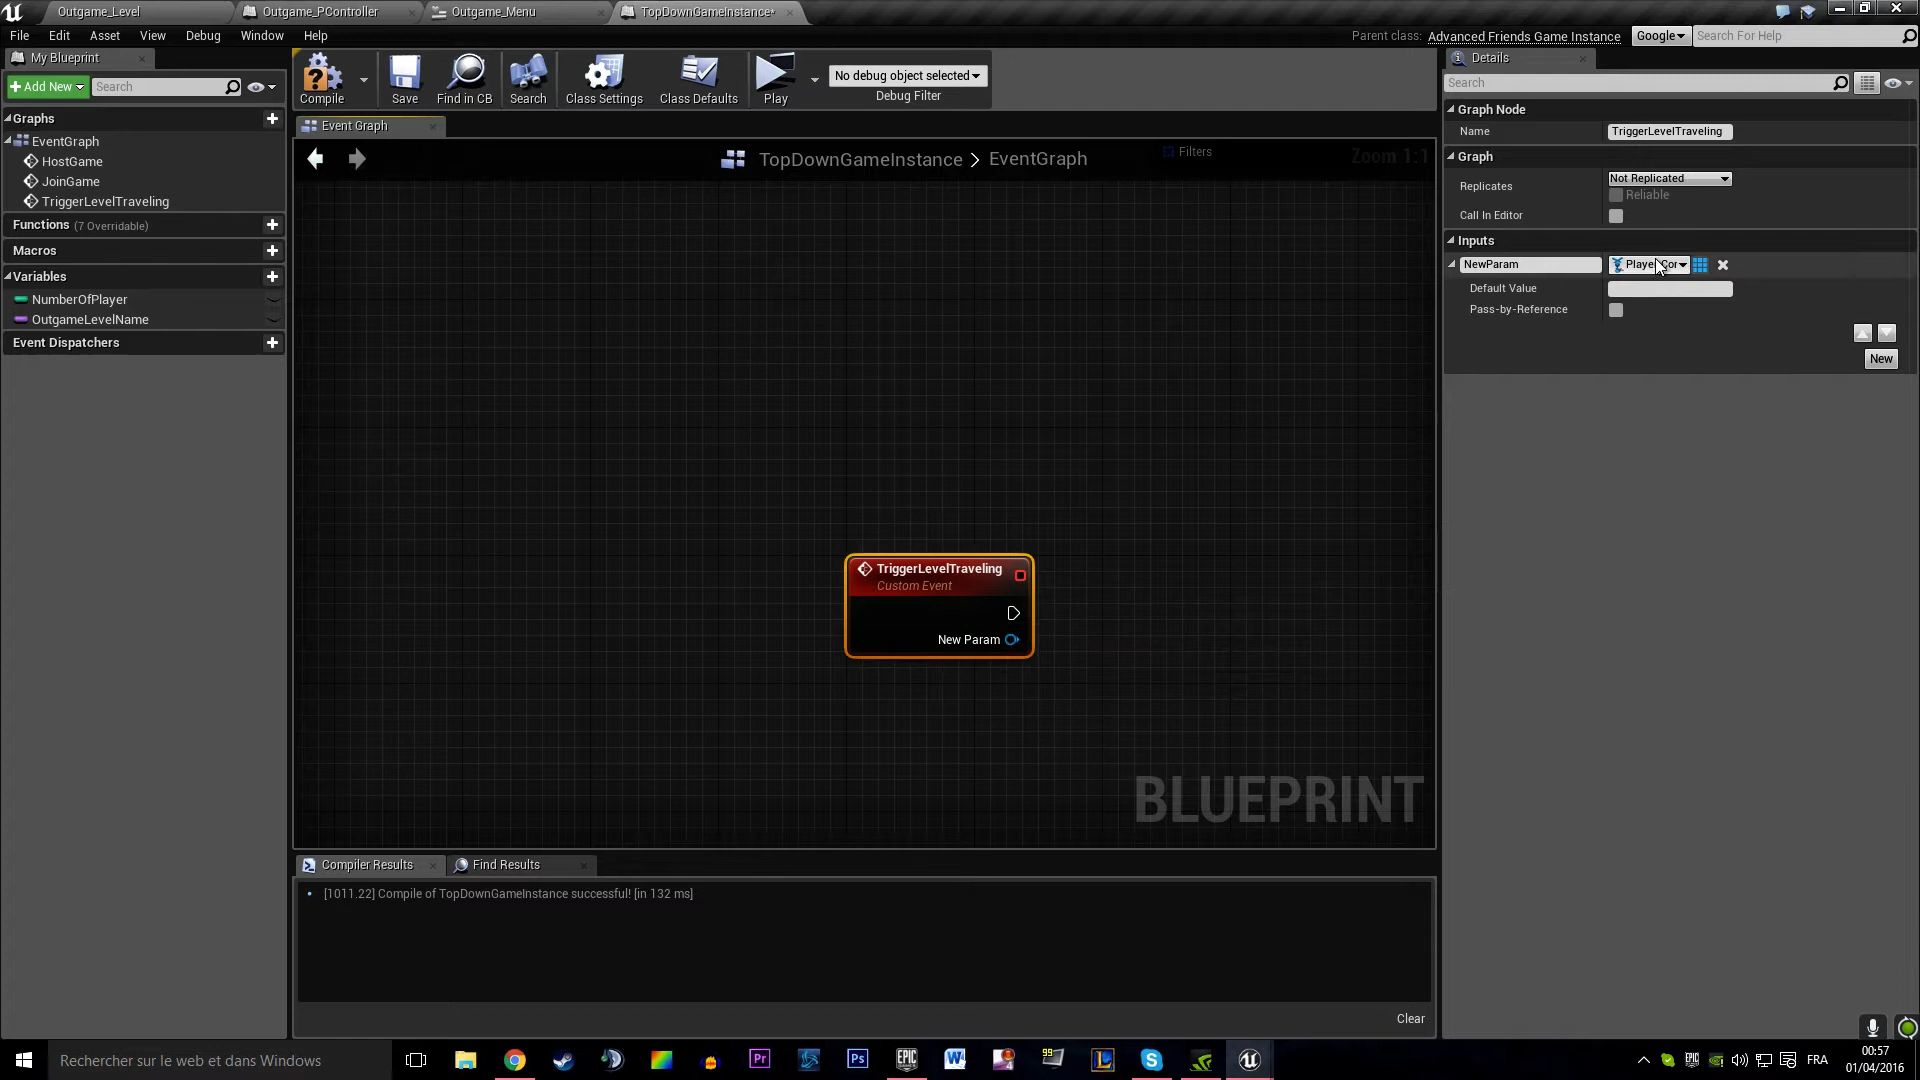 Outgame_Level
Outgame_PController
Outgame_Menu
TopDownGameInstance*
File Edit Asset View Debug Window Help
Parent class: Advanced Friends Game Instance
Google
Search For Help
My Blueprint
Add New
Search
Compile
Save
Find in CB
Search
Class Settings
Class Defaults
Play
No debug object selected
Debug Filter
Details
Search
Graphs
EventGraph
HostGame
JoinGame
TriggerLevelTraveling
Functions (7 Overridable)
Macros
Variables
NumberOfPlayer
OutgameLevelName
Event Dispatchers
Event Graph
TopDownGameInstance > EventGraph
Filters
Zoom 1:1
TriggerLevelTraveling
Custom Event
New Param
BLUEPRINT
Graph Node
Name TriggerLevelTraveling
Graph
Replicates Not Replicated
Reliable
Call In Editor
Inputs
NewParam
Default Value
Pass-by-Reference
New
Compiler Results
Find Results
[1011.22] Compile of TopDownGameInstance successful! [in 132 ms]
Clear
Rechercher sur le web et dans Windows
Pr
Ps
EPIC
W
4
99
L
S
EPIC
FRA
00:57
01/04/2016